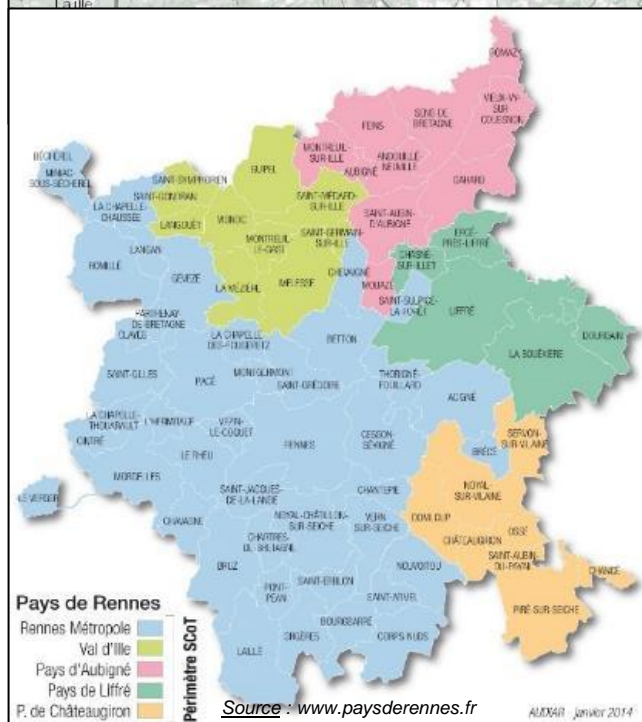 aille
ROMAZY
VIEUX-VY
SUR
COUESNON
SENS-DE
BRETAGNE
FEINS
MONTREUIL
SUR-ILLE
ANDOUILLÉ
NEUVILLE
AUBIGNÉ
GAHARD
SAINT-AUBIN
D'AUBIGNÉ
MOUAZÉ
BÉCHEREL
MINIAC
SOUS-BÉCHEREL
SAINT-SYMPHORIEN
SAINT-GONDRAN
LA CHAPELLE
CHAUSSÉE
LANGOUËT
GUIPEL
VIGNOC
SAINT-MÉDARD
SUR-ILLE
SAINT-GERMAIN
SUR-ILLE
MONTREUIL
LE-GAST
LA MÉZIÈRE
MELESSE
CHEVAIGNÉ
LANGAN
ROMILLÉ
GÉVEZÉ
ERCÉ-
PRÈS-LIFFRÉ
CHASNÉ
SUR-ILLET
SAINT-SULPICE
LA-FORÊT
LIFFRÉ
DOURDAIN
LA BOUËXIÈRE
PARTHENAY
DE-BRETAGNE
CLAYES
LA CHAPELLE
DES-FOUGERETZ
BETTON
SAINT-GILLES
PACÉ
MONTGERMONT
SAINT-GRÉGOIRE
THORIGNÉ
FOUILLARD
ACIGNÉ
LA CHAPELLE-
THOUARAULT
L'HERMITAGE
VEZIN
LE-COQUET
CINTRÉ
LE RHEU
RENNES
CESSON-
SÉVIGNÉ
BRÉCÉ
SERVON-
SUR-VILAINE
LE VERGER
MORDELLES
SAINT-JACQUES
DE-LA-LANDE
CHANTEPIE
NOYAL
SUR-VILAINE
CHAVAGNE
NOYAL-CHÂTILLON
SUR-SEICHE
VERN
SUR-SEICHE
DOMLOUP
CHARTRES
DE BRETAGNE
CHÂTEAUGIRON
OSSÉ
SAINT-AUBIN
DU-PAVAIL
CHANCÉ
BRUZ
NOUVOITOU
PONT-
PÉAN
SAINT-ERBLON
SAINT-ARMEL
PIRÉ-SUR-SEICHE
BOURGBARRÉ
ORGÈRES
CORPS-NUDS
LAILLÉ
Pays de Rennes
Rennes Métropole
Val d'Ille
Pays d'Aubigné
Pays de Liffré
P. de Châteaugiron
Périmètre SCoT
Source : www.paysderennes.fr
AUDIAR - janvier 2014